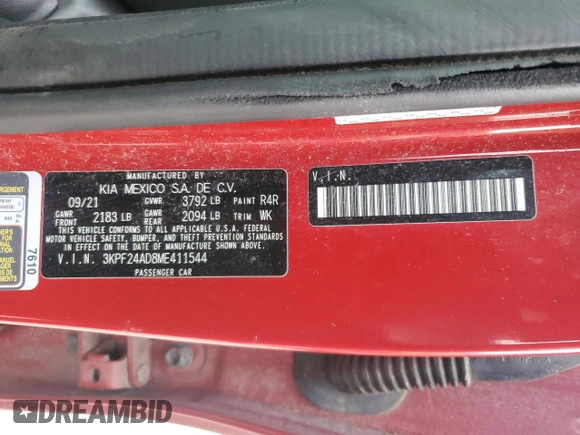 MANUFACTURED BY
KIA MEXICO S.A. DE C.V.
09/21 GVWR 3792 LB PAINT R4R
GAWR FRONT 2183 LB GAWR REAR 2094 LB TRIM WK
THIS VEHICLE CONFORMS TO ALL APPLICABLE U.S.A. FEDERAL
MOTOR VEHICLE SAFETY, BUMPER, AND THEFT PREVENTION STANDARDS
IN EFFECT ON THE DATE OF MANUFACTURE SHOWN ABOVE.
V.I.N. 3KPF24AD8ME411544
PASSENGER CAR
V.I.N.
7610
DREAMBID